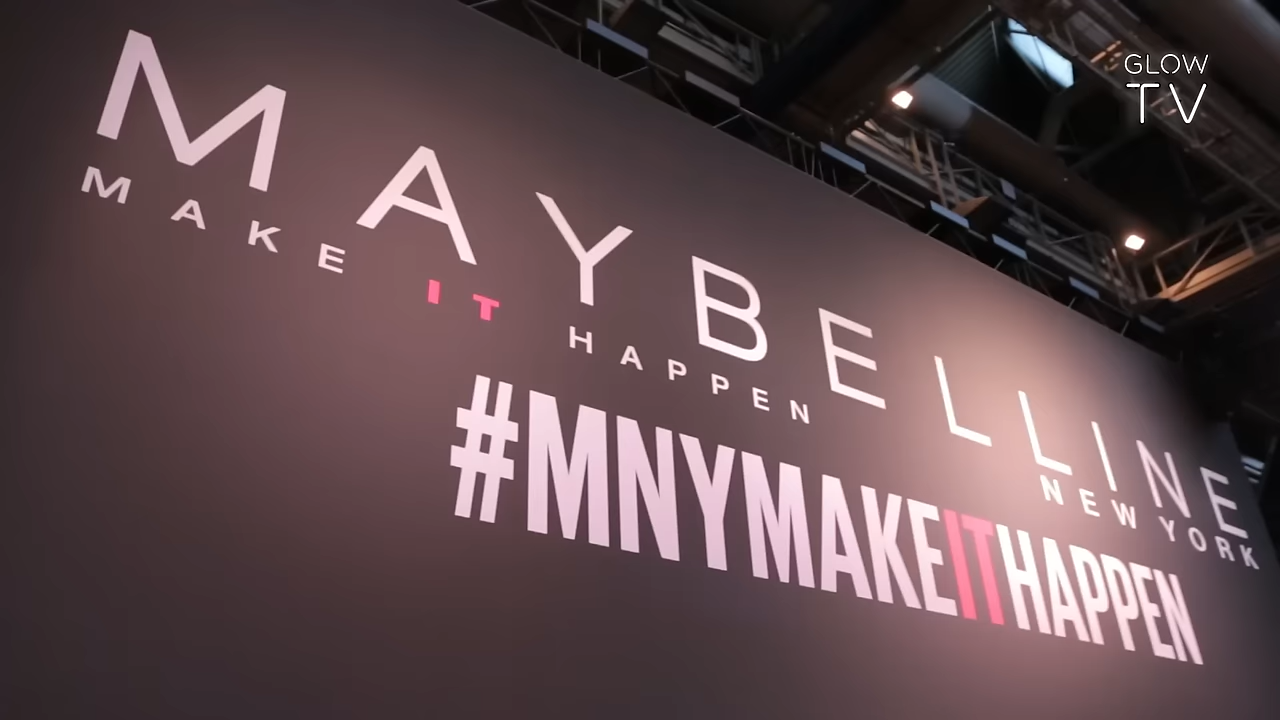 GLOW
TV
MAYBELLINE
NEW YORK
MAKE IT HAPPEN
#MNYMAKEITHAPPEN